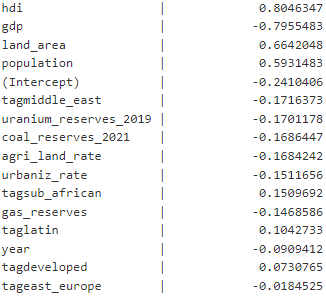 hdi | 0.8046347
gdp | -0.7955483
land_area | 0.6642048
population | 0.5931483
(Intercept) | -0.2410406
tagmiddle_east | -0.1716373
uranium_reserves_2019 | -0.1701178
coal_reserves_2021 | -0.1686447
agri_land_rate | -0.1684242
urbaniz_rate | -0.1511656
tagsub_african | 0.1509692
gas_reserves | -0.1468586
taglatin | 0.1042733
year | -0.0909412
tagdeveloped | 0.0730765
tageast_europe | -0.0184525